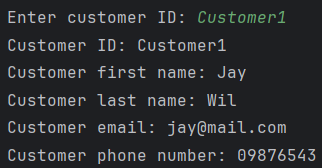 Enter customer ID: Customer1
Customer ID: Customer1
Customer first name: Jay
Customer last name: Wil
Customer email: jay@mail.com
Customer phone number: 09876543